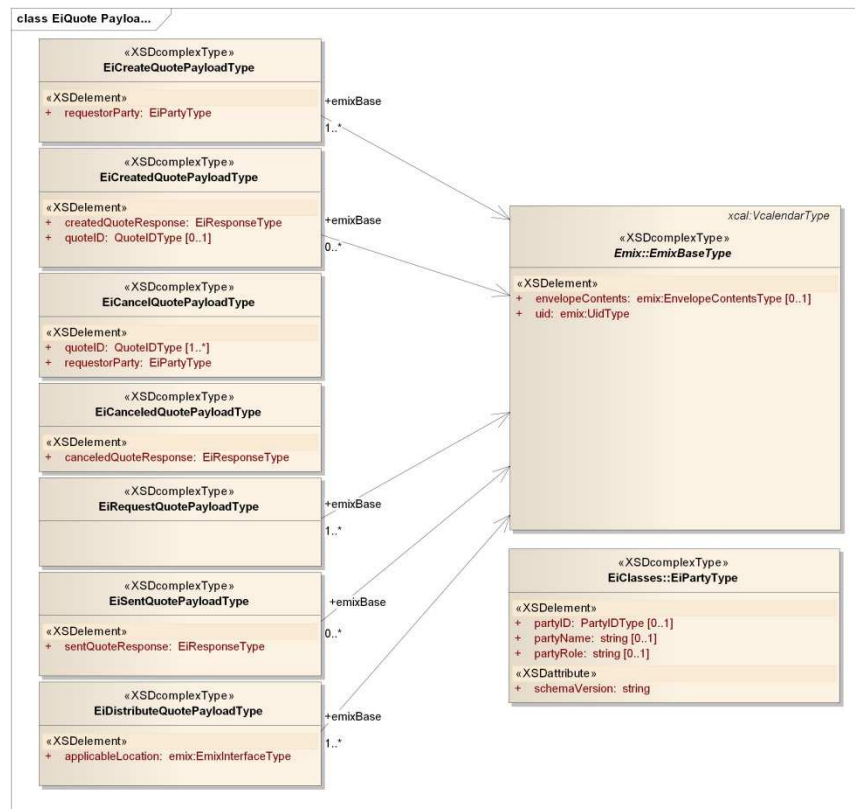 class EiQuote Payloa...
«XSDcomplexType»
EiCreateQuotePayloadType
«XSDelement»
+ requestorParty: EiPartyType
+emixBase
1..*
«XSDcomplexType»
EiCreatedQuotePayloadType
«XSDelement»
+ createdQuoteResponse: EiResponseType
+ quoteID: QuoteIDType [0..1]
+emixBase
0..*
«XSDcomplexType»
EiCancelQuotePayloadType
«XSDelement»
+ quoteID: QuoteIDType [1..*]
+ requestorParty: EiPartyType
«XSDcomplexType»
EiCanceledQuotePayloadType
«XSDelement»
+ canceledQuoteResponse: EiResponseType
«XSDcomplexType»
EiRequestQuotePayloadType
+emixBase
1..*
«XSDcomplexType»
EiSentQuotePayloadType
«XSDelement»
+ sentQuoteResponse: EiResponseType
+emixBase
0..*
«XSDcomplexType»
EiDistributeQuotePayloadType
«XSDelement»
+ applicableLocation: emix:EmixInterfaceType
+emixBase
1..*
xcal:VcalendarType
«XSDcomplexType»
Emix::EmixBaseType
«XSDelement»
+ envelopeContents: emix:EnvelopeContentsType [0..1]
+ uid: emix:UidType
«XSDcomplexType»
EiClasses::EiPartyType
«XSDelement»
+ partyID: PartyIDType [0..1]
+ partyName: string [0..1]
+ partyRole: string [0..1]
«XSDattribute»
+ schemaVersion: string